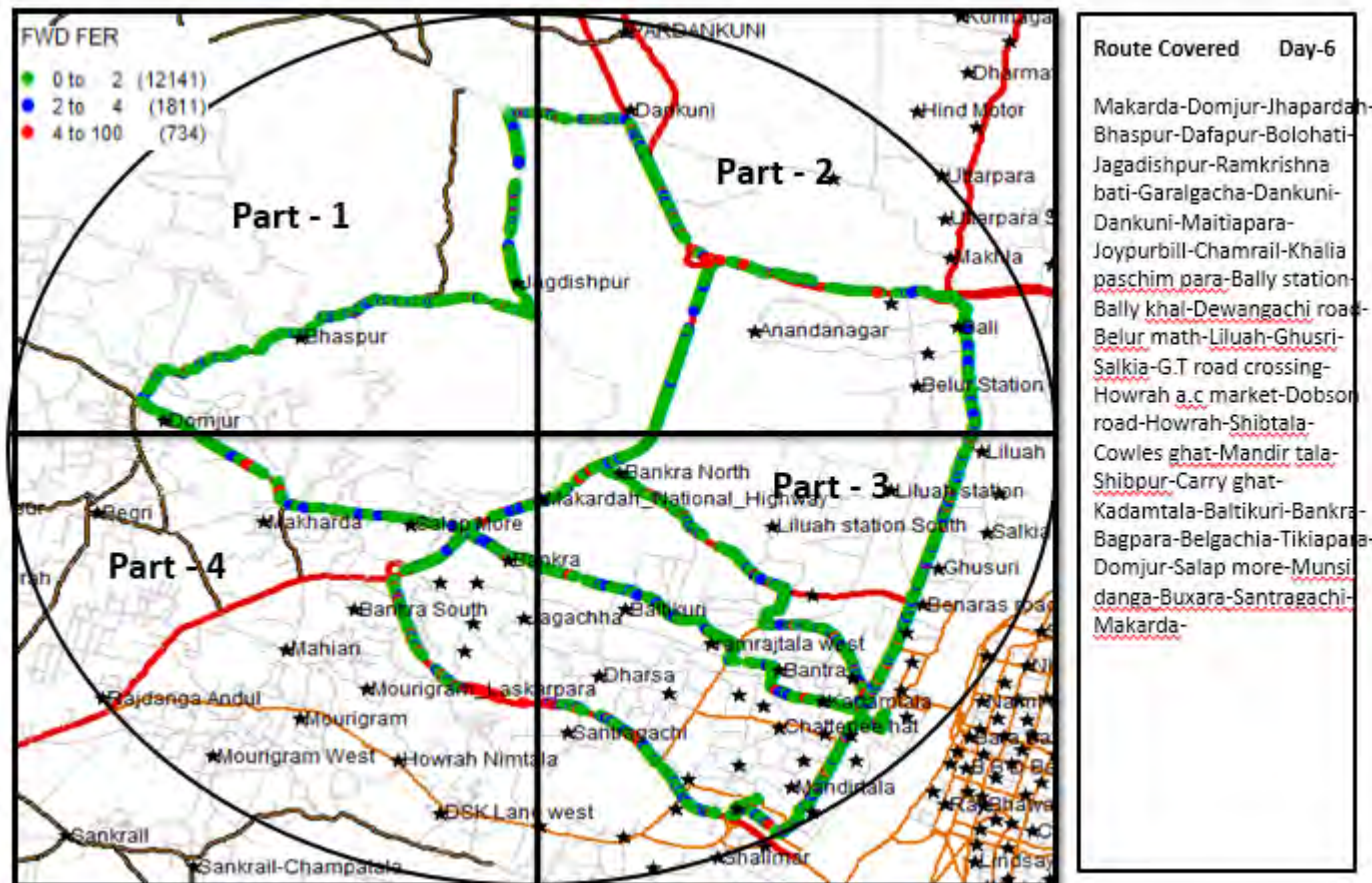 FWD FER
0 to 2 (12141)
2 to 4 (1811)
4 to 100 (734)
Part - 1
Part - 2
Dankuni
Hind Motor
Uttarpara
Makhla
Jagdishpur
Bhaspur
Anandanagar
Bali
Belur Station
Domjur
Liluah
Bankra North
Part - 3
Liluah station
Makardah_National_Highway
Begri
Makharda
Salap More
Liluah station South
Salkia
Part - 4
Bankra
Ghusuri
Bankra South
Jagachha
Baltikuri
Benaras road
Mahiari
Ramrajtala west
Bantra
Dharsa
Rajdanga Andul
Mourigram_Laskarpara
Kadamtala
Mourigram
Santragachi
Chatterjee hat
Mourigram West
Howrah Nimtala
Mandirtala
DSK Lane west
Sankrail
Shalimar
Sankrail-Champatala
Lindsay
Route Covered Day-6
Makarda-Domjur-Jhapardah-
Bhaspur-Dafapur-Bolohati-
Jagadishpur-Ramkrishna
bati-Garalgacha-Dankuni-
Dankuni-Maitiapara-
Joypurbill-Chamrail-Khalia
paschim para-Bally station-
Bally khal-Dewangachi road-
Belur math-Liluah-Ghusri-
Salkia-G.T road crossing-
Howrah a.c market-Dobson
road-Howrah-Shibtala-
Cowles ghat-Mandir tala-
Shibpur-Carry ghat-
Kadamtala-Baltikuri-Bankra-
Bagpara-Belgachia-Tikiapara-
Domjur-Salap more-Munsi
danga-Buxara-Santragachi-
Makarda-